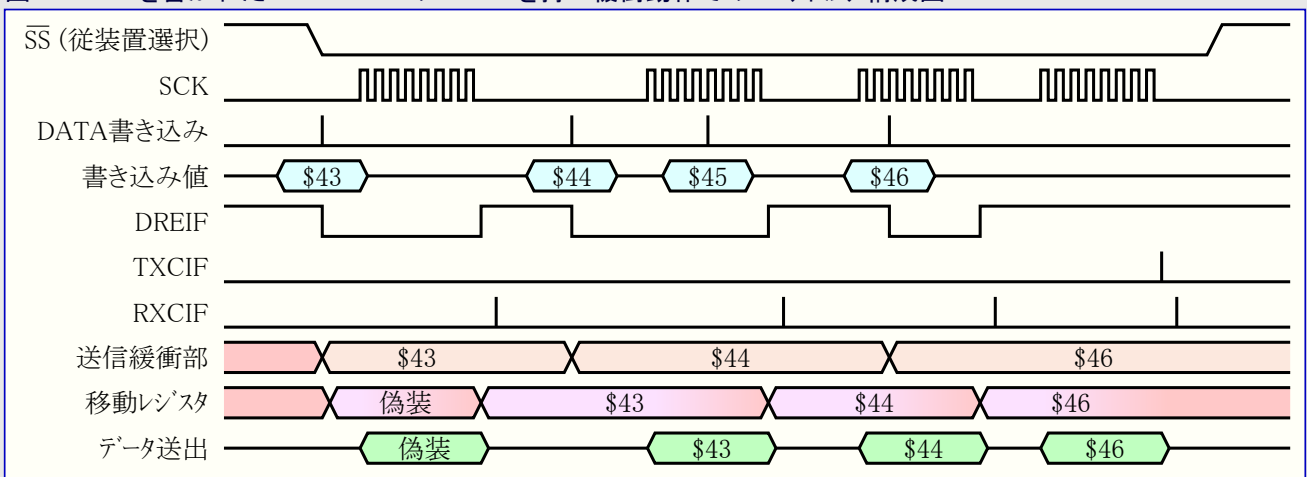 SS (従装置選択)
SCK
DATA書き込み
書き込み値 $43 $44 $45 $46
DREIF
TXCIF
RXCIF
送信緩衝部 $43 $44 $46
移動ﾚｼﾞｽﾀ 偽装 $43 $44 $46
ﾃﾞｰﾀ送出 偽装 $43 $44 $46